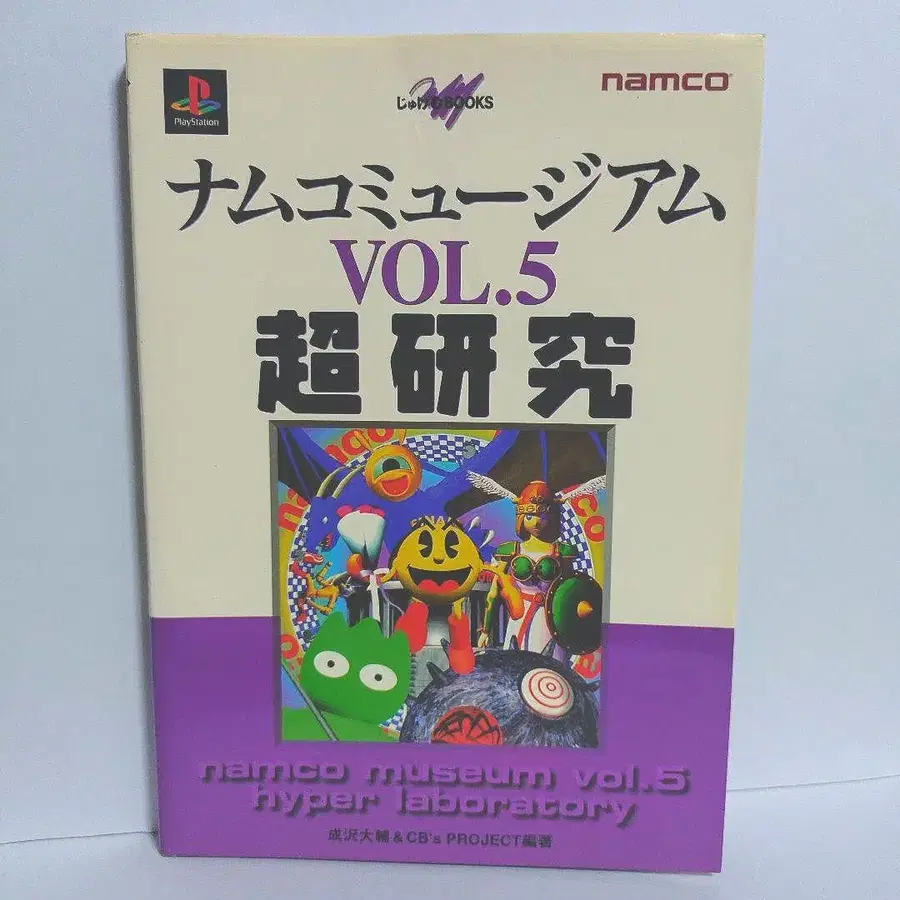 PlayStation
じゅげむBOOKS
namco
ナムコミュージアム
VOL.5
超研究
namco museum vol.5
hyper laboratory
成沢大輔&CB's PROJECT編著